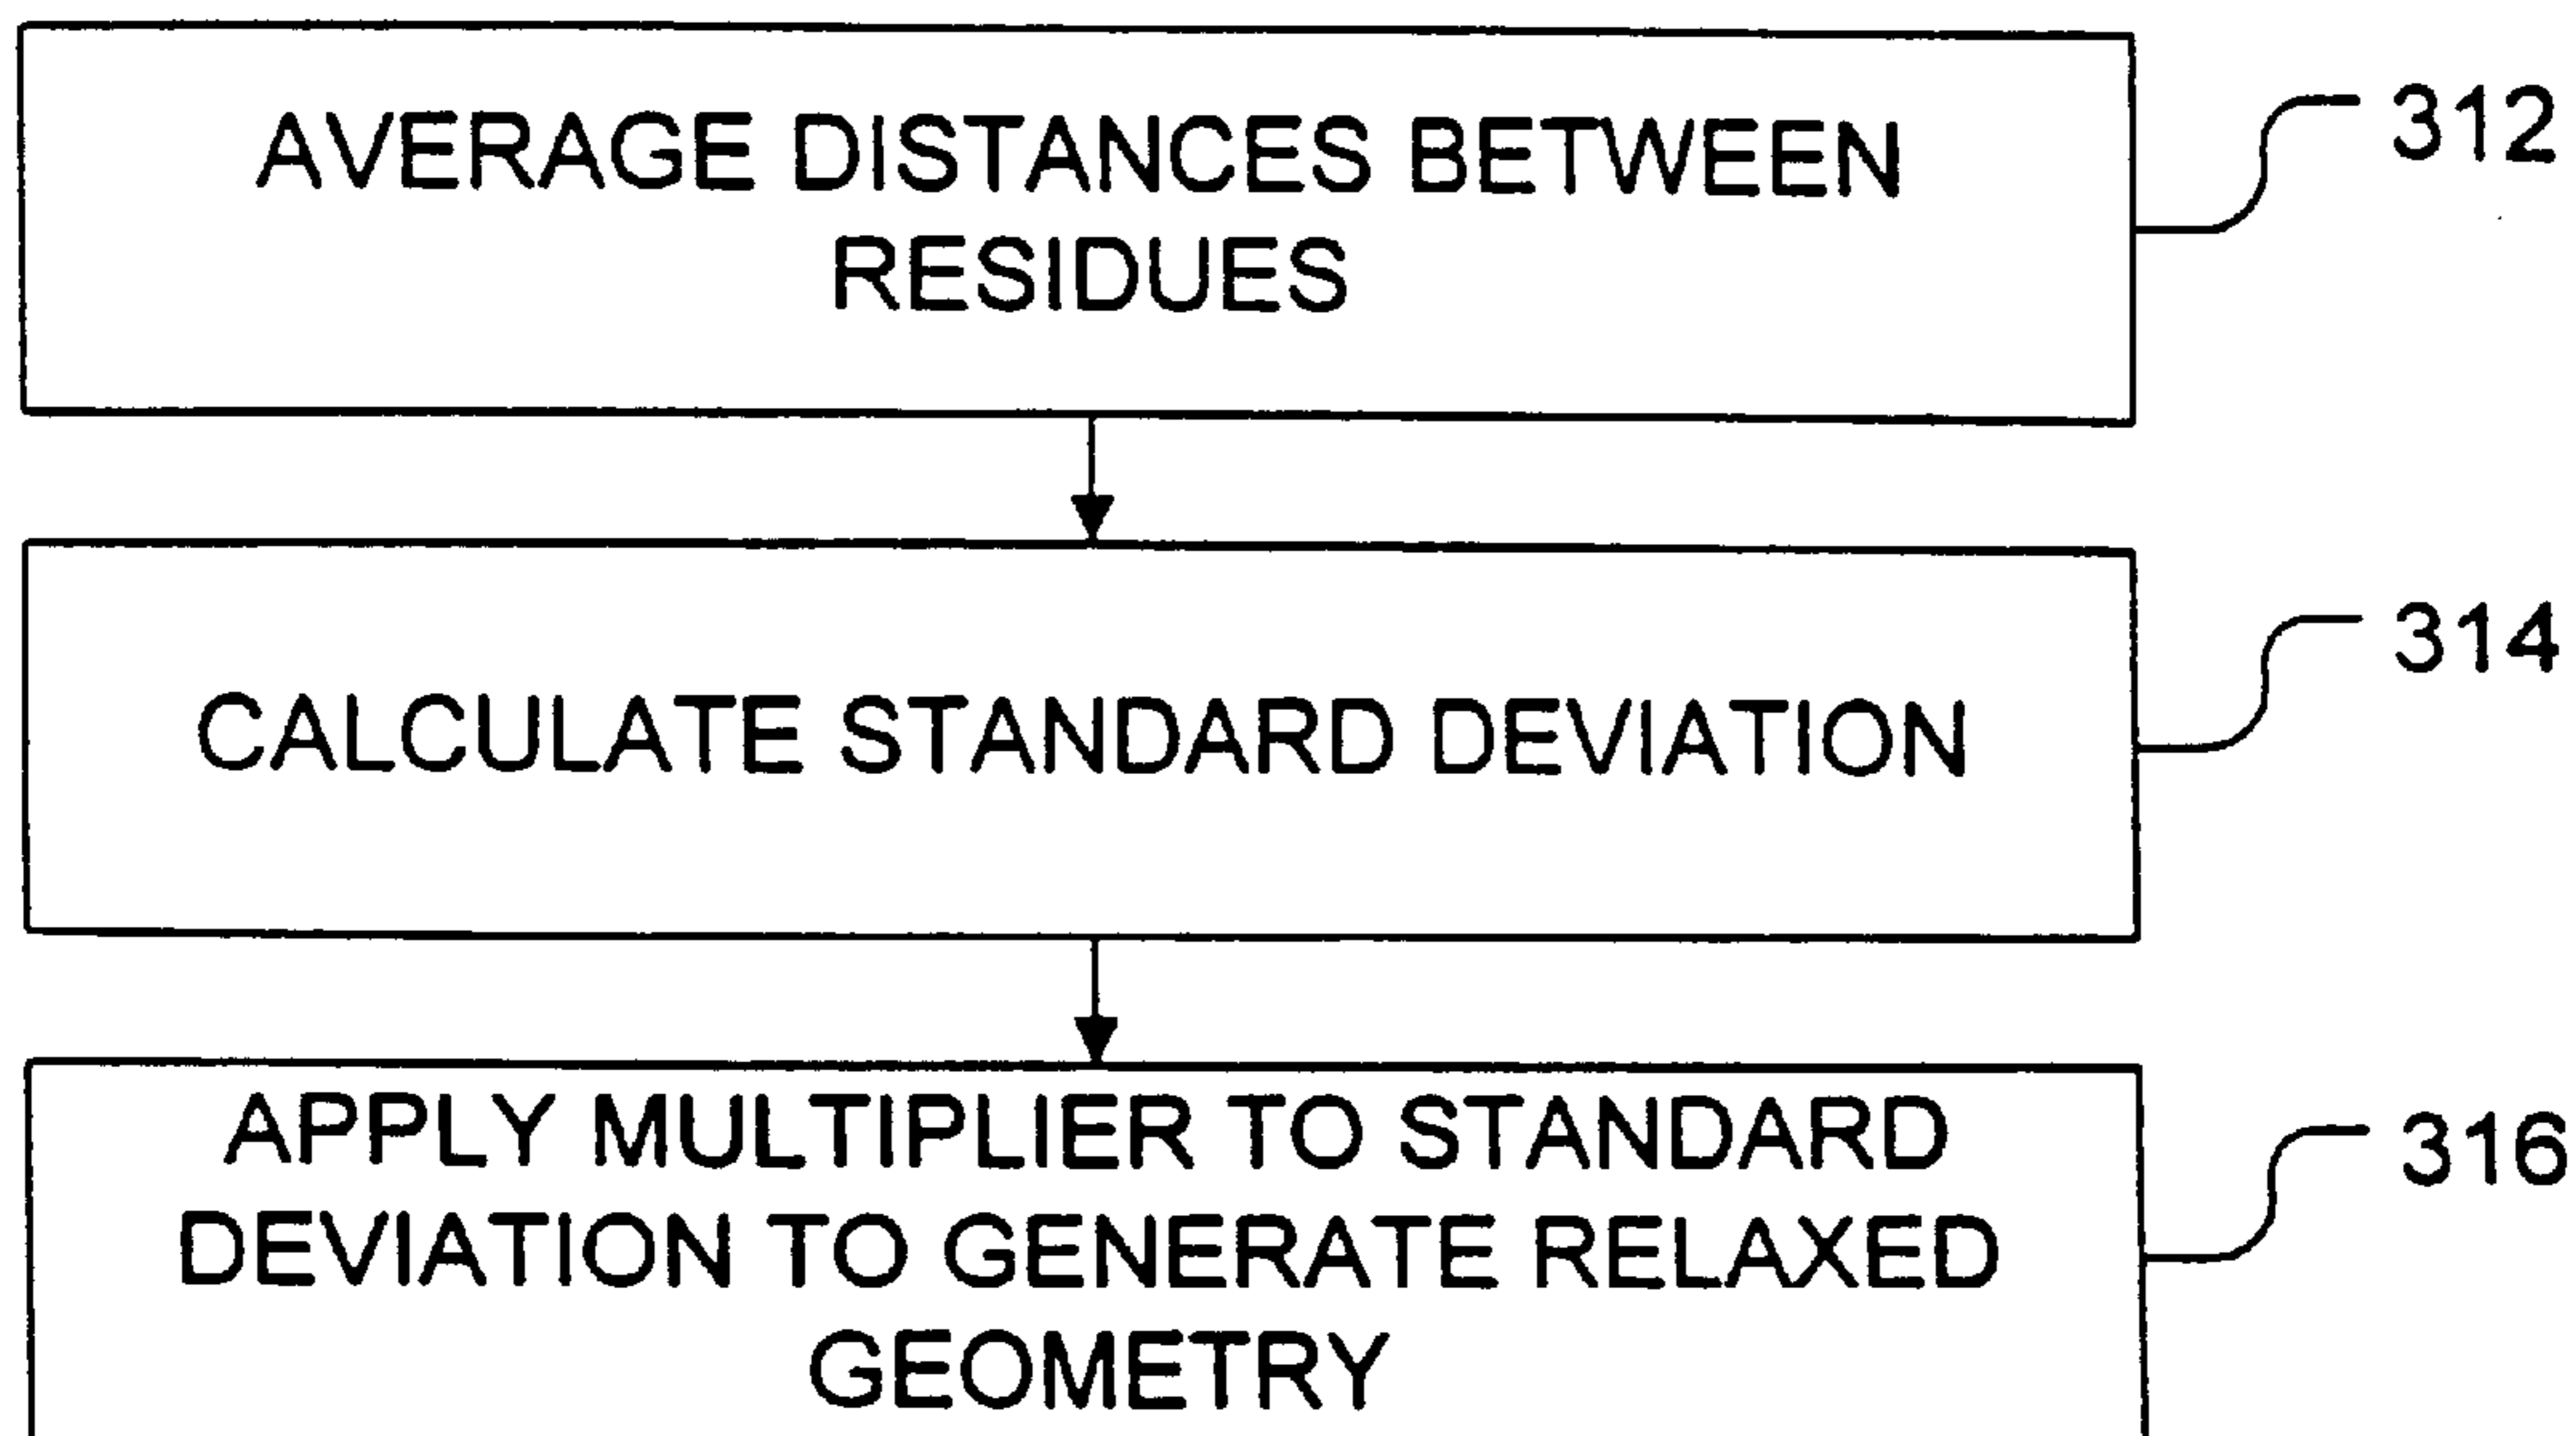 AVERAGE DISTANCES BETWEEN
RESIDUES
312
CALCULATE STANDARD DEVIATION
314
APPLY MULTIPLIER TO STANDARD
DEVIATION TO GENERATE RELAXED
GEOMETRY
316